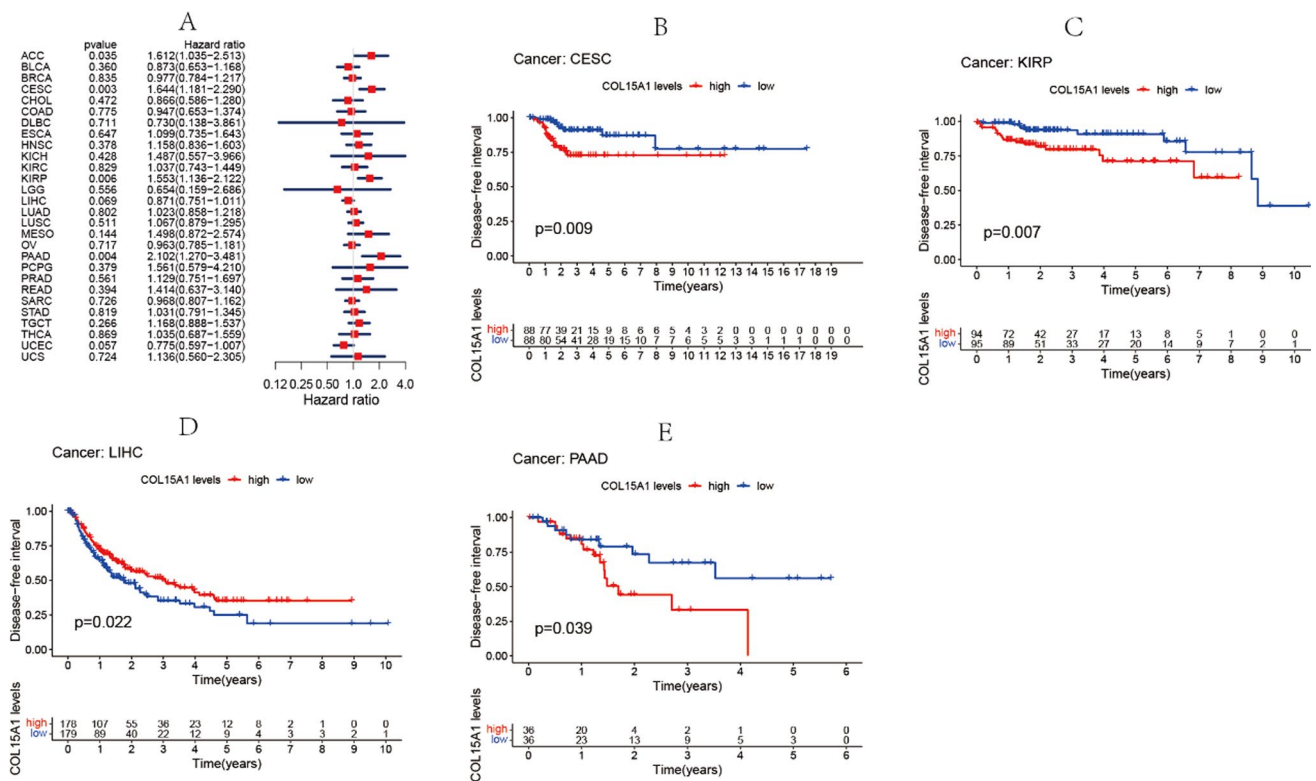 A
pvalue Hazard ratio
ACC 0.035 1.612(1.035−2.513)
BLCA 0.360 0.873(0.653−1.168)
BRCA 0.835 0.977(0.784−1.217)
CESC 0.003 1.644(1.181−2.290)
CHOL 0.472 0.866(0.586−1.280)
COAD 0.775 0.947(0.653−1.374)
DLBC 0.711 0.730(0.138−3.861)
ESCA 0.647 1.099(0.735−1.643)
HNSC 0.378 1.158(0.836−1.603)
KICH 0.428 1.487(0.557−3.966)
KIRC 0.829 1.037(0.743−1.449)
KIRP 0.006 1.553(1.136−2.122)
LGG 0.556 0.654(0.159−2.686)
LIHC 0.069 0.871(0.751−1.011)
LUAD 0.802 1.023(0.858−1.218)
LUSC 0.511 1.067(0.879−1.295)
MESO 0.144 1.498(0.872−2.574)
OV 0.717 0.963(0.785−1.181)
PAAD 0.004 2.102(1.270−3.481)
PCPG 0.379 1.561(0.579−4.210)
PRAD 0.561 1.129(0.751−1.697)
READ 0.394 1.414(0.637−3.140)
SARC 0.726 0.968(0.807−1.162)
STAD 0.819 1.031(0.791−1.345)
TGCT 0.266 1.168(0.888−1.537)
THCA 0.869 1.035(0.687−1.559)
UCEC 0.057 0.775(0.597−1.007)
UCS 0.724 1.136(0.560−2.305)
0.12 0.25 0.50 1.0 2.0 4.0
Hazard ratio
B
Cancer: CESC
COL15A1 levels high low
Disease−free interval
1.00
0.75
0.50
0.25
0.00
p=0.009
0 1 2 3 4 5 6 7 8 9 10 11 12 13 14 15 16 17 18 19
Time(years)
COL15A1 levels
high 88 77 39 21 15 9 8 6 6 5 4 3 2 0 0 0 0 0 0 0
low 88 80 54 41 28 19 15 10 7 6 5 5 3 3 1 1 1 0 0
0 1 2 3 4 5 6 7 8 9 10 11 12 13 14 15 16 17 18 19
Time(years)
C
Cancer: KIRP
COL15A1 levels high low
Disease−free interval
1.00
0.75
0.50
0.25
0.00
p=0.007
0 1 2 3 4 5 6 7 8 9 10
Time(years)
COL15A1 levels
high 94 72 42 27 17 13 8 5 1 0 0
low 95 89 51 33 27 20 14 9 7 2 1
0 1 2 3 4 5 6 7 8 9 10
Time(years)
D
Cancer: LIHC
COL15A1 levels high low
Disease−free interval
1.00
0.75
0.50
0.25
0.00
p=0.022
0 1 2 3 4 5 6 7 8 9 10
Time(years)
COL15A1 levels
high 178 107 55 36 23 12 8 2 1 0 0
low 179 89 40 22 12 9 4 3 3 2 1
0 1 2 3 4 5 6 7 8 9 10
Time(years)
E
Cancer: PAAD
COL15A1 levels high low
Disease−free interval
1.00
0.75
0.50
0.25
0.00
p=0.039
0 1 2 3 4 5 6
Time(years)
COL15A1 levels
high 36 20 4 2 1 0 0
low 36 23 13 9 5 3 0
0 1 2 3 4 5 6
Time(years)